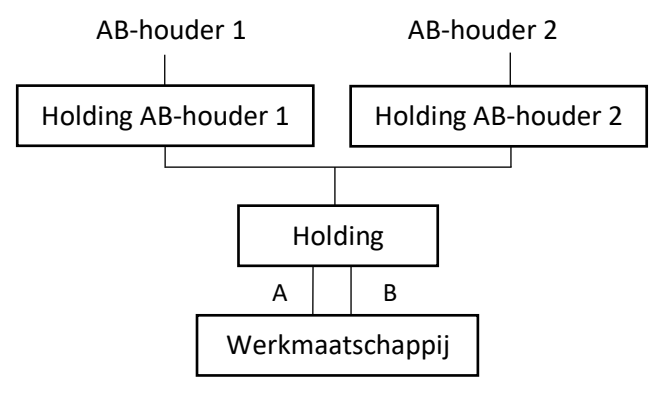 AB-houder 1 AB-houder 2
Holding AB-houder 1 Holding AB-houder 2
Holding
A B
Werkmaatschappij